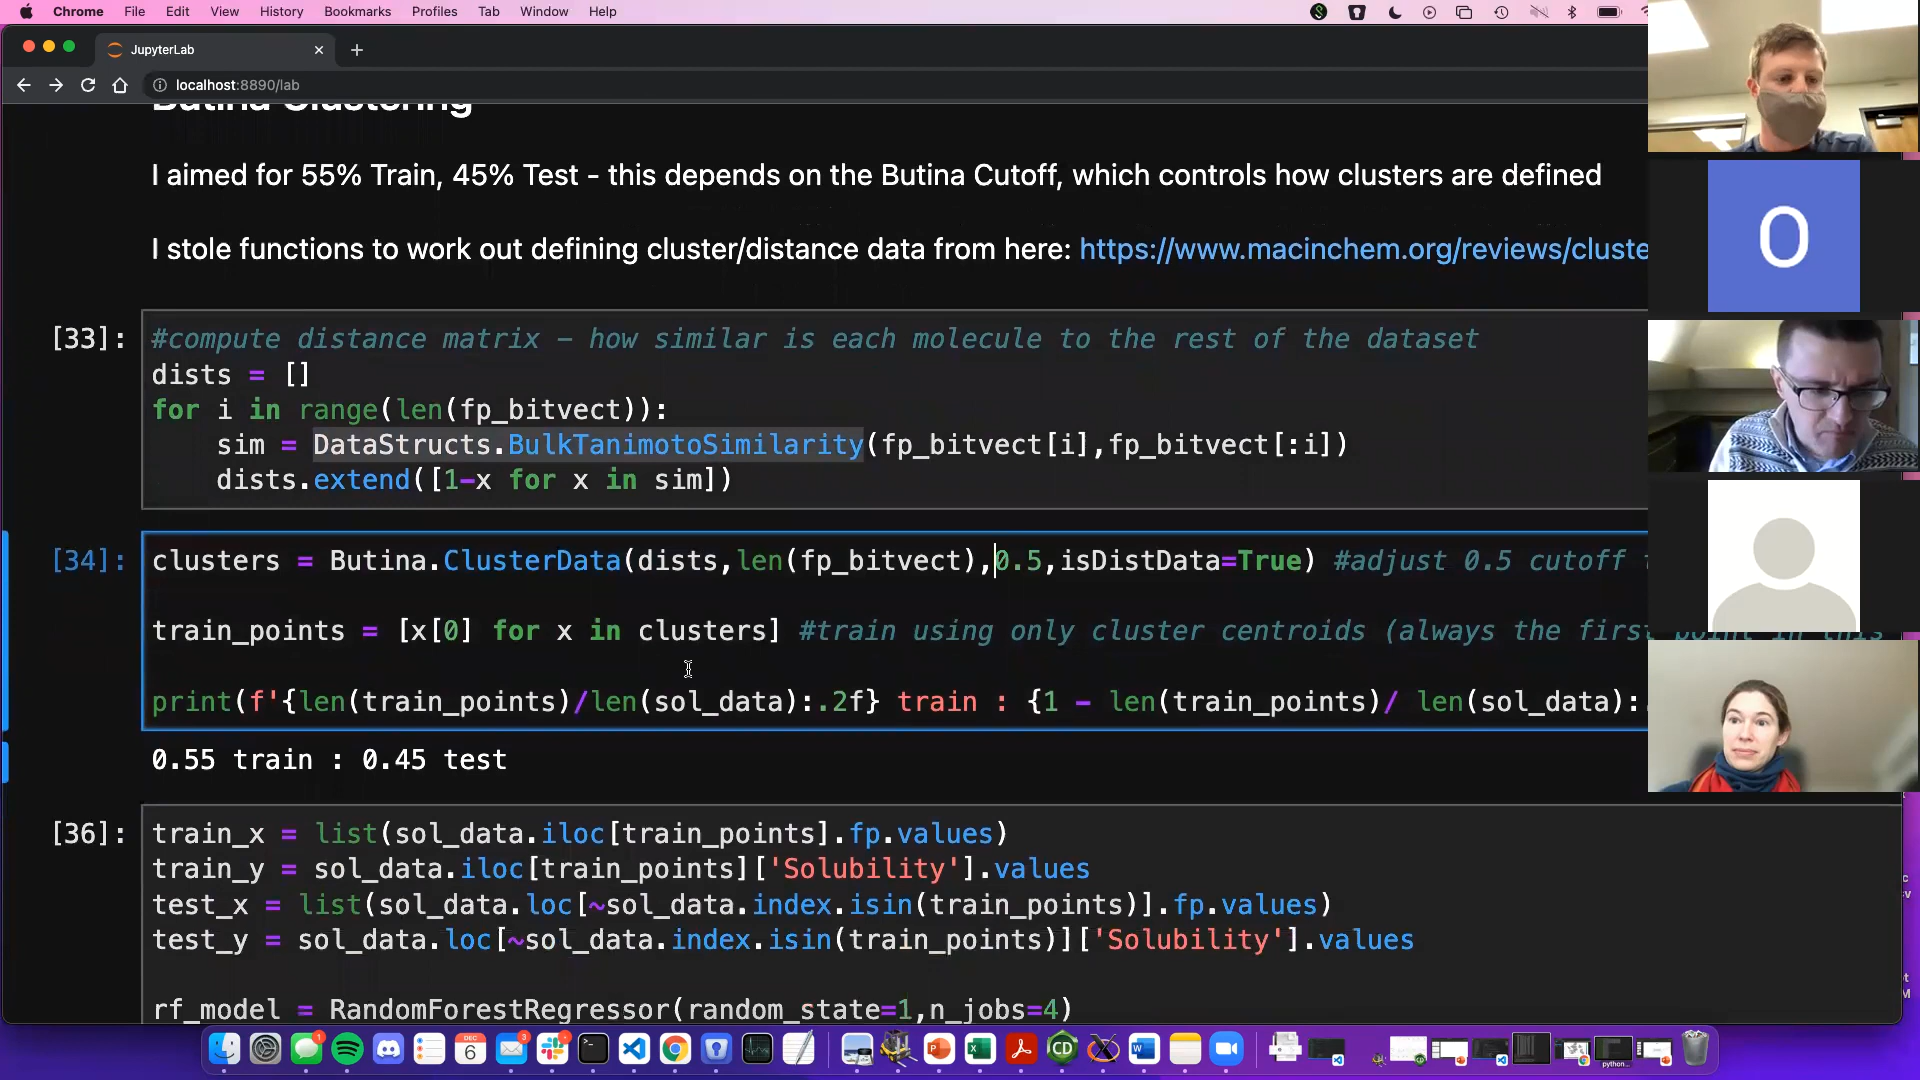 Chrome File Edit View History Bookmarks Profiles Tab Window Help
JupyterLab
localhost:8890/lab
Butina Clustering
I aimed for 55% Train, 45% Test - this depends on the Butina Cutoff, which controls how clusters are defined
I stole functions to work out defining cluster/distance data from here: https://www.macinchem.org/reviews/cluste
[33]: #compute distance matrix – how similar is each molecule to the rest of the dataset
dists = []
for i in range(len(fp_bitvect)):
    sim = DataStructs.BulkTanimotoSimilarity(fp_bitvect[i],fp_bitvect[:i])
    dists.extend([1-x for x in sim])
[34]: clusters = Butina.ClusterData(dists,len(fp_bitvect),0.5,isDistData=True) #adjust 0.5 cutoff
train_points = [x[0] for x in clusters] #train using only cluster centroids (always the first point in this
print(f'{len(train_points)/len(sol_data):.2f} train : {1 - len(train_points)/ len(sol_data):
0.55 train : 0.45 test
[36]: train_x = list(sol_data.iloc[train_points].fp.values)
train_y = sol_data.iloc[train_points]['Solubility'].values
test_x = list(sol_data.loc[~sol_data.index.isin(train_points)].fp.values)
test_y = sol_data.loc[~sol_data.index.isin(train_points)]['Solubility'].values
rf_model = RandomForestRegressor(random_state=1,n_jobs=4)
O
DEC
6